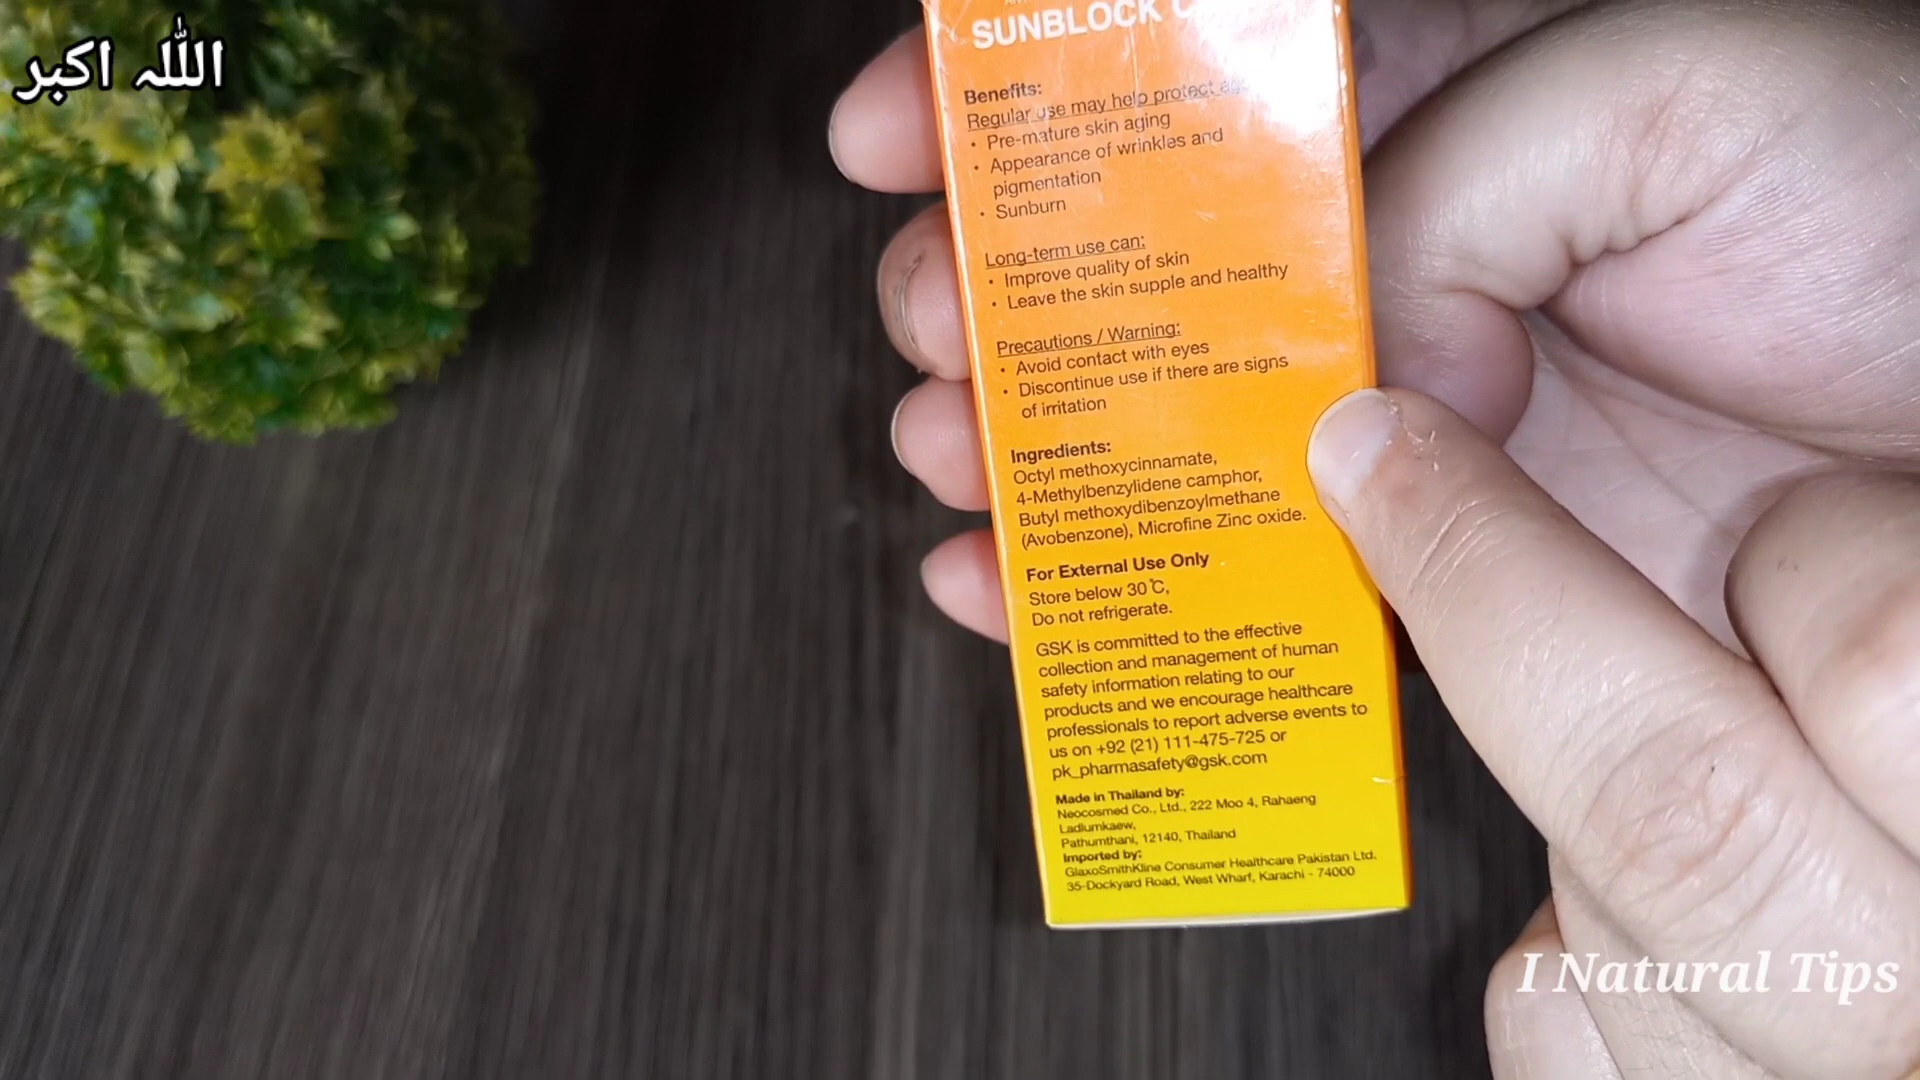 اللہ اکبر
SUNBLOCK
Benefits:
Regular use may help protect
• Pre-mature skin aging
• Appearance of wrinkles and
pigmentation
• Sunburn
Long-term use can:
• Improve quality of skin
• Leave the skin supple and healthy
Precautions / Warning:
• Avoid contact with eyes
• Discontinue use if there are signs
of irritation
Ingredients:
Octyl methoxycinnamate,
4-Methylbenzylidene camphor,
Butyl methoxydibenzoylmethane
(Avobenzone), Microfine Zinc oxide.
For External Use Only
Store below 30°C,
Do not refrigerate.
GSK is committed to the effective
collection and management of human
safety information relating to our
products and we encourage healthcare
professionals to report adverse events to
us on +92 (21) 111-475-725 or
pk_pharmasafety@gsk.com
Made in Thailand by:
Neocosmed Co., Ltd., 222 Moo 4, Rahaeng
Ladlumkaew,
Pathumthani, 12140, Thailand
Imported by:
GlaxoSmithKline Consumer Healthcare Pakistan Ltd.
35-Dockyard Road, West Wharf, Karachi - 74000
I Natural Tips